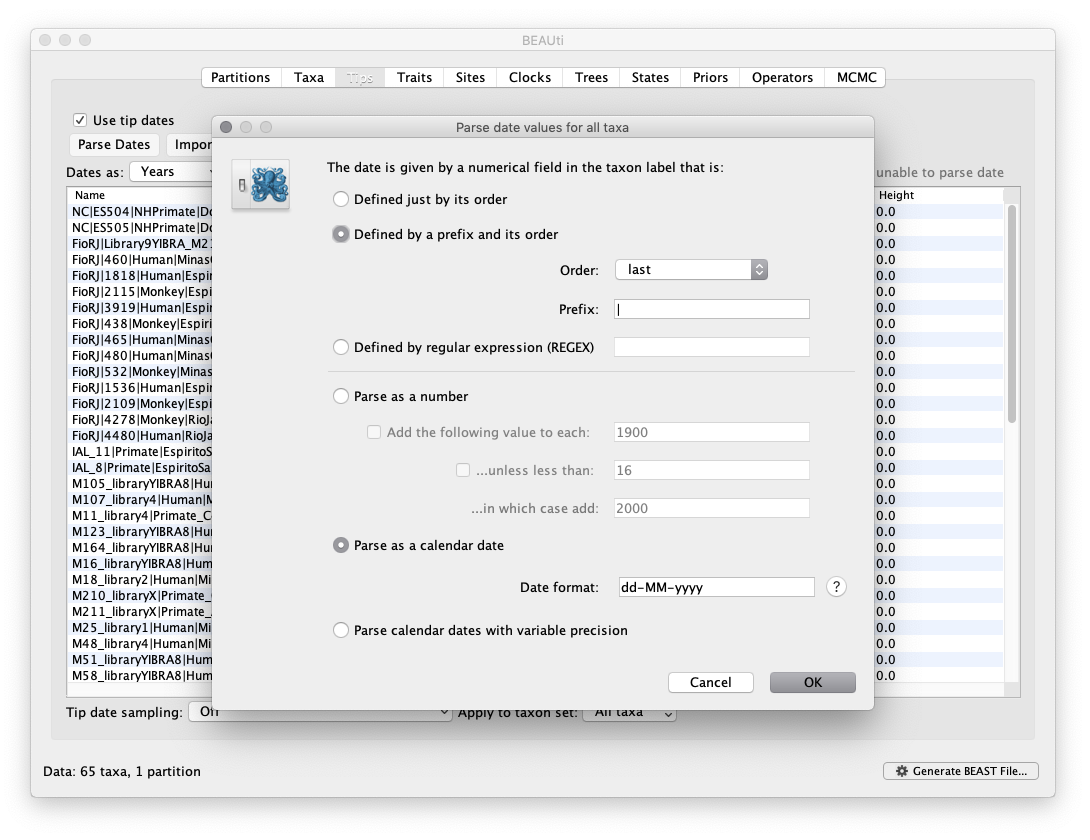 BEAUti
Partitions Taxa Tips Traits Sites Clocks Trees States Priors Operators MCMC
Use tip dates
Parse Dates
Dates as: Years
unable to parse date
Name Height
NC|ES504|NHPrimate| 0.0
NC|ES505|NHPrimate| 0.0
FioRJ|Library9YIBRA_M21 0.0
FioRJ|460|Human| 0.0
FioRJ|1818|Human|Espir 0.0
FioRJ|2115|Monkey|Espi 0.0
FioRJ|3919|Human|Espir 0.0
FioRJ|438|Monkey|Espiri 0.0
FioRJ|465|Human| 0.0
FioRJ|480|Human| 0.0
FioRJ|532|Monkey|Minas 0.0
FioRJ|1536|Human|Espir 0.0
FioRJ|2109|Monkey|Espi 0.0
FioRJ|4278|Monkey|RioJa 0.0
FioRJ|4480|Human|RioJa 0.0
IAL_11|Primate|EspiritoS 0.0
IAL_8|Primate|EspiritoSa 0.0
M105_libraryYIBRA8|Hu 0.0
M107_library4|Human|M 0.0
M11_library4|Primate_C 0.0
M123_libraryYIBRA8|Hu 0.0
M164_libraryYIBRA8|Hu 0.0
M16_libraryYIBRA8|Hum 0.0
M18_library2|Human|Mi 0.0
M210_libraryX|Primate_ 0.0
M211_libraryX|Primate_ 0.0
M25_library1|Human|Mi 0.0
M48_library4|Human|Mi 0.0
M51_libraryYIBRA8|Hum 0.0
M58_libraryYIBRA8|Hum 0.0
Tip date sampling: Off Apply to taxon set: All taxa
Data: 65 taxa, 1 partition Generate BEAST File...
Parse date values for all taxa
The date is given by a numerical field in the taxon label that is:
Defined just by its order
Defined by a prefix and its order
Order: last
Prefix: |
Defined by regular expression (REGEX)
Parse as a number
Add the following value to each: 1900
...unless less than: 16
...in which case add: 2000
Parse as a calendar date
Date format: dd-MM-yyyy ?
Parse calendar dates with variable precision
Cancel OK